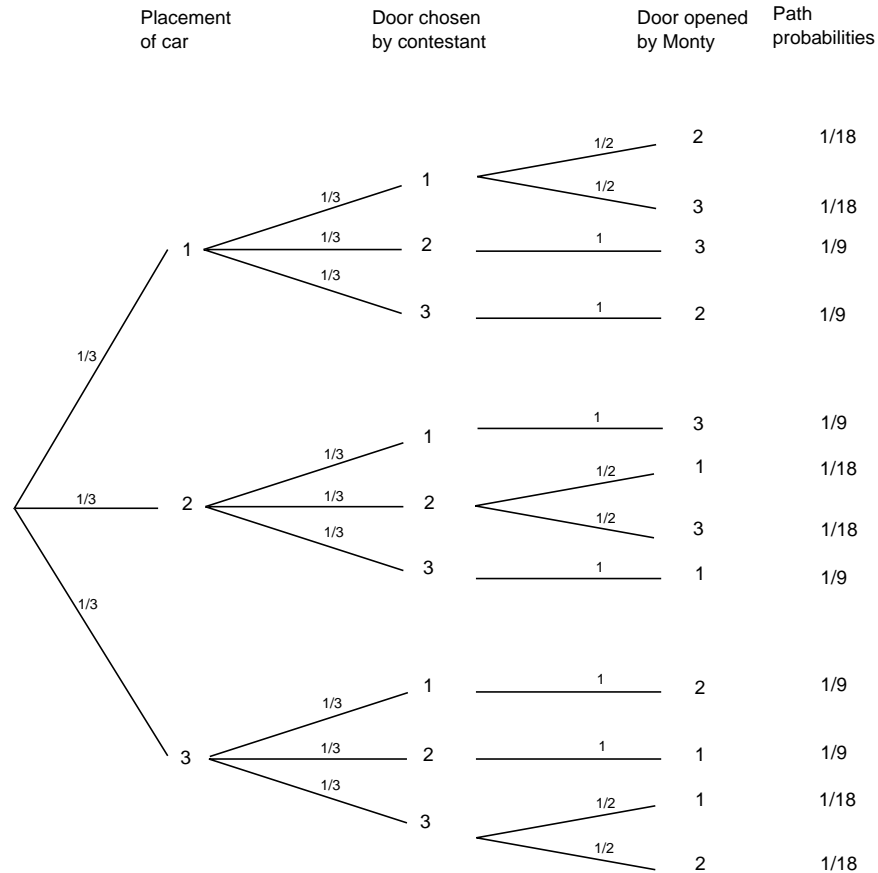 Placement
of car
Door chosen
by contestant
Door opened
by Monty
Path
probabilities
1/2 2 1/18
1
1/3 1/2
3 1/18
1 1/3 2 1 3 1/9
1/3
3 1 2 1/9
1/3
1 1 3 1/9
1/3 1/2 1 1/18
1/3 2 1/3 2
1/2 3 1/18
1/3
3 1 1 1/9
1/3
1 1 2 1/9
1/3
3 1/3 2 1 1 1/9
1/3
1/2 1 1/18
3
1/2 2 1/18